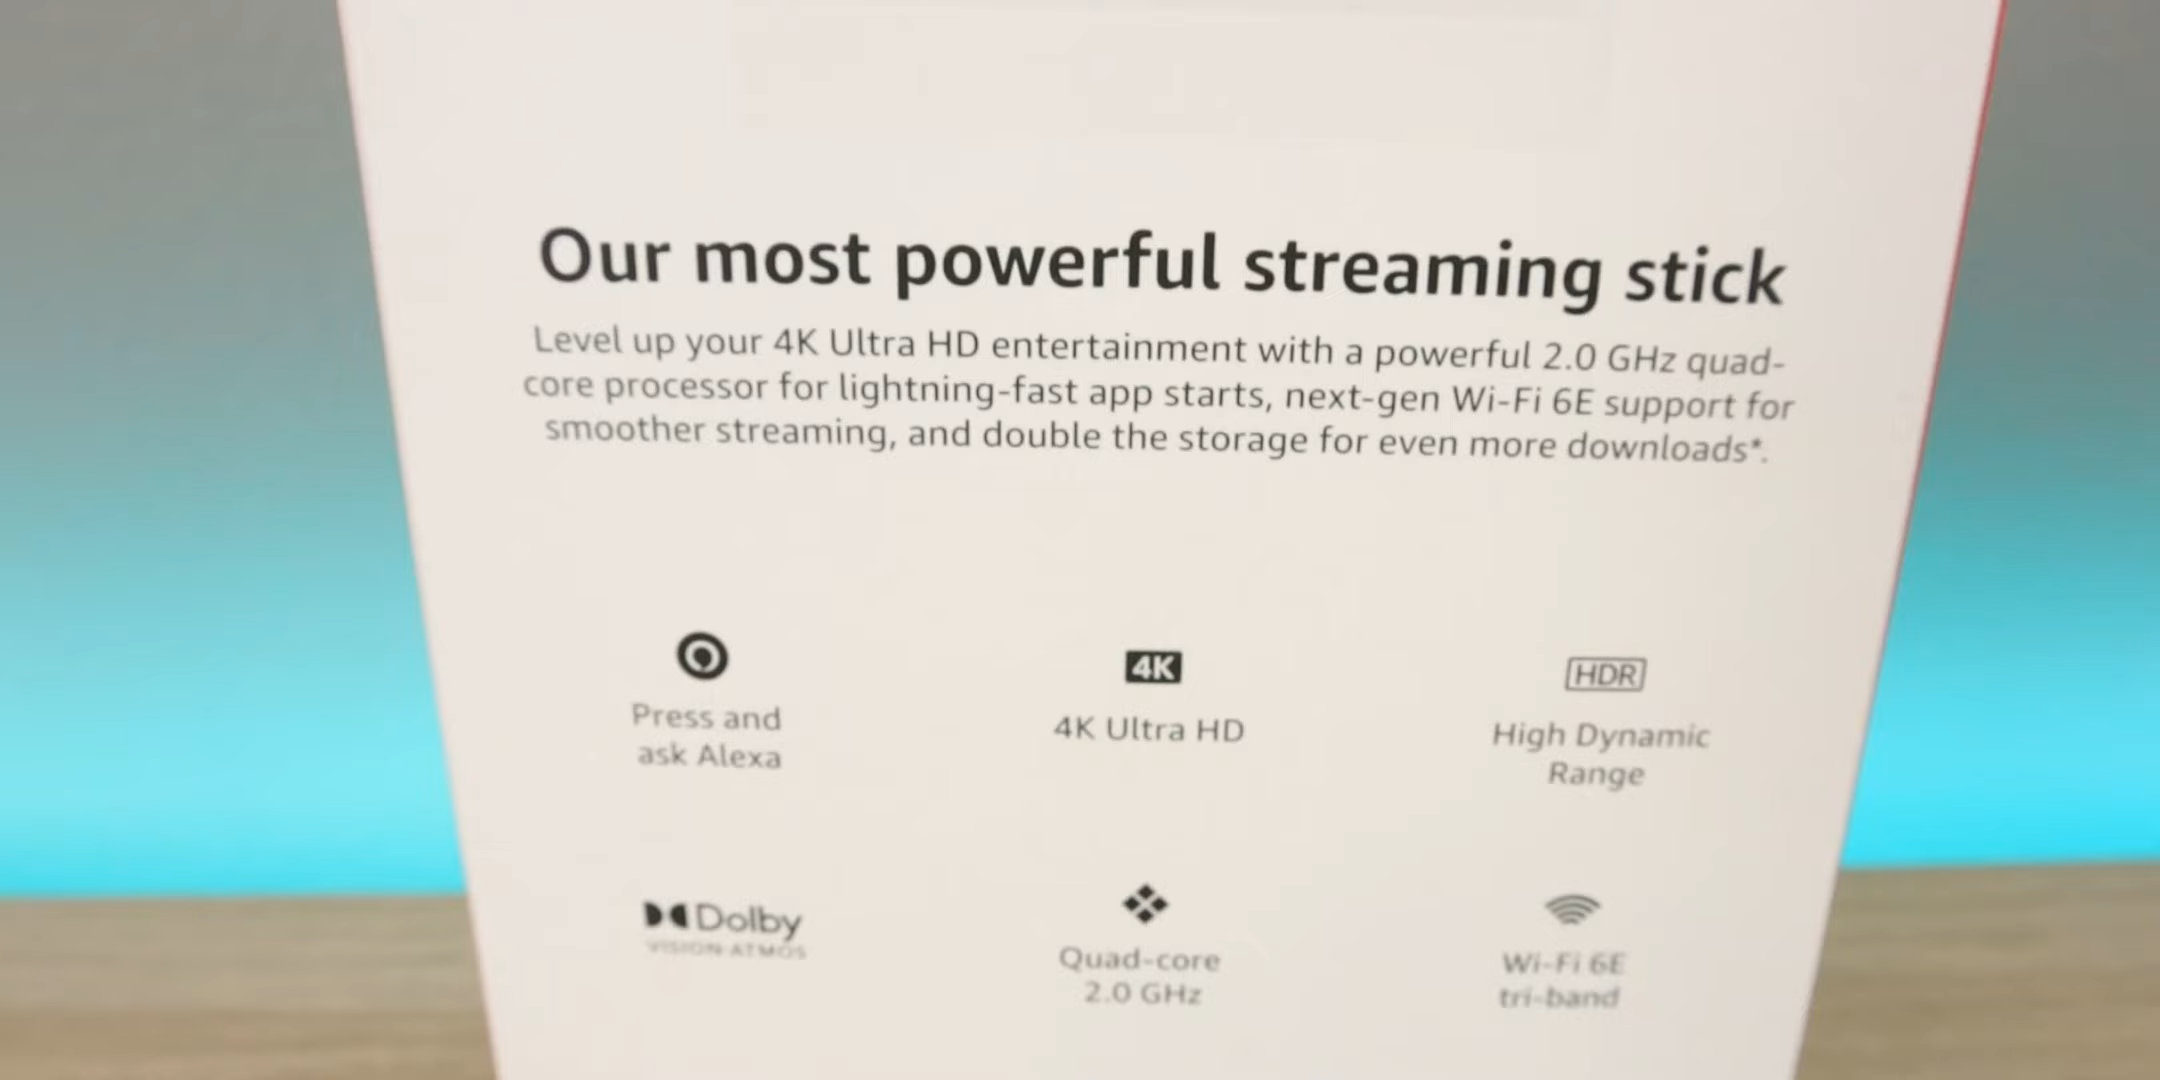 Our most powerful streaming stick
Level up your 4K Ultra HD entertainment with a powerful 2.0 GHz quad-
core processor for lightning-fast app starts, next-gen Wi-Fi 6E support for
smoother streaming, and double the storage for even more downloads*.
4K
HDR
Press and
ask Alexa
4K Ultra HD
High Dynamic
Range
Dolby
VISION·ATMOS
Quad-core
2.0 GHz
Wi-Fi 6E
tri-band